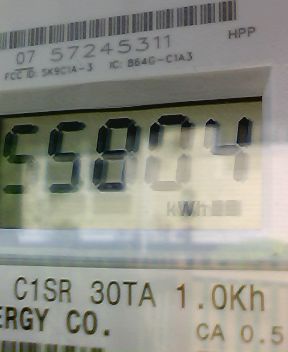 07 57245311
HPP
FCC ID: SK9C1A-3 IC: 864G-C1A3
55804
kWh
C1SR 30TA 1.0Kh
ERGY CO.
CA 0.5